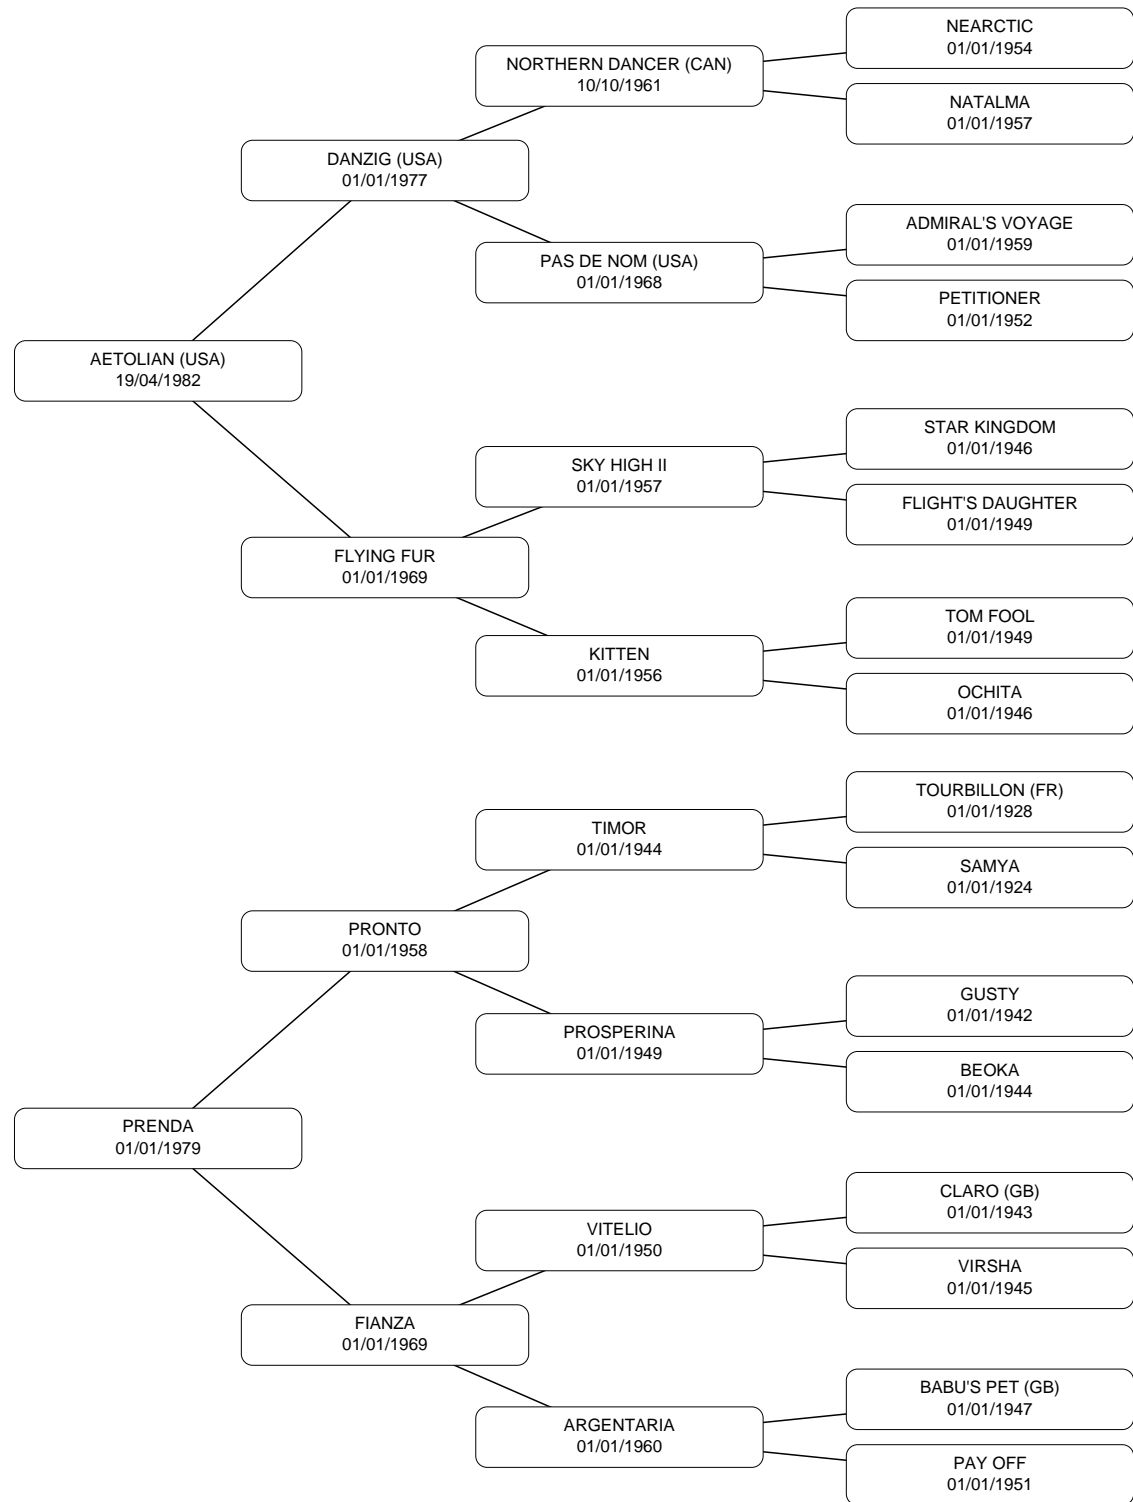 NEARCTIC
01/01/1954
NORTHERN DANCER (CAN)
10/10/1961
NATALMA
01/01/1957
DANZIG (USA)
01/01/1977
ADMIRAL'S VOYAGE
01/01/1959
PAS DE NOM (USA)
01/01/1968
PETITIONER
01/01/1952
AETOLIAN (USA)
19/04/1982
STAR KINGDOM
01/01/1946
SKY HIGH II
01/01/1957
FLIGHT'S DAUGHTER
01/01/1949
FLYING FUR
01/01/1969
TOM FOOL
01/01/1949
KITTEN
01/01/1956
OCHITA
01/01/1946
TOURBILLON (FR)
01/01/1928
TIMOR
01/01/1944
SAMYA
01/01/1924
PRONTO
01/01/1958
GUSTY
01/01/1942
PROSPERINA
01/01/1949
BEOKA
01/01/1944
PRENDA
01/01/1979
CLARO (GB)
01/01/1943
VITELIO
01/01/1950
VIRSHA
01/01/1945
FIANZA
01/01/1969
BABU'S PET (GB)
01/01/1947
ARGENTARIA
01/01/1960
PAY OFF
01/01/1951